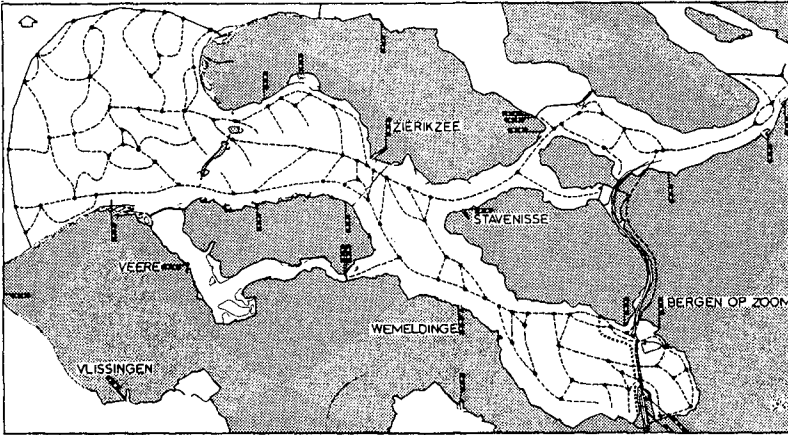 ZIERIKZEE
STAVENISSE
VEERE
BERGEN OP ZOOM
WEMELDINGE
VLISSINGEN